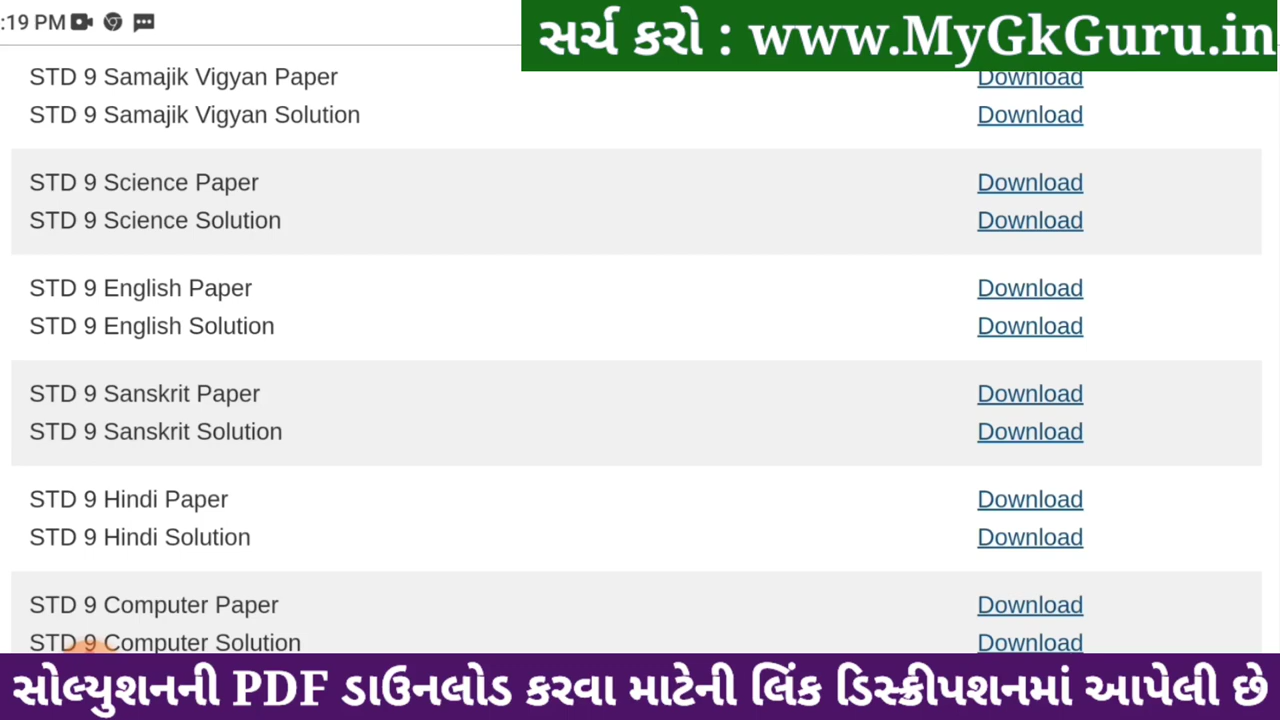 :19 PM
સર્ચ કરો : www.MyGkGuru.in
STD 9 Samajik Vigyan Paper Download
STD 9 Samajik Vigyan Solution Download
STD 9 Science Paper Download
STD 9 Science Solution Download
STD 9 English Paper Download
STD 9 English Solution Download
STD 9 Sanskrit Paper Download
STD 9 Sanskrit Solution Download
STD 9 Hindi Paper Download
STD 9 Hindi Solution Download
STD 9 Computer Paper Download
STD 9 Computer Solution Download
સોલ્યુશનની PDF ડાઉનલોડ કરવા માટેની લિંક ડિસ્ક્રીપશનમાં આપેલી છે